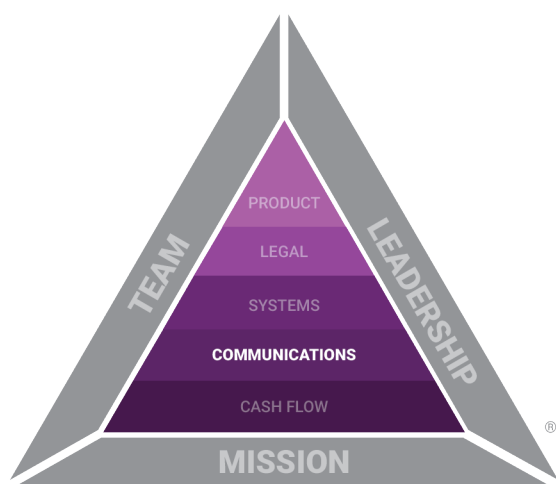 PRODUCT
LEGAL
SYSTEMS
COMMUNICATIONS
CASH FLOW
TEAM
LEADERSHIP
MISSION
®